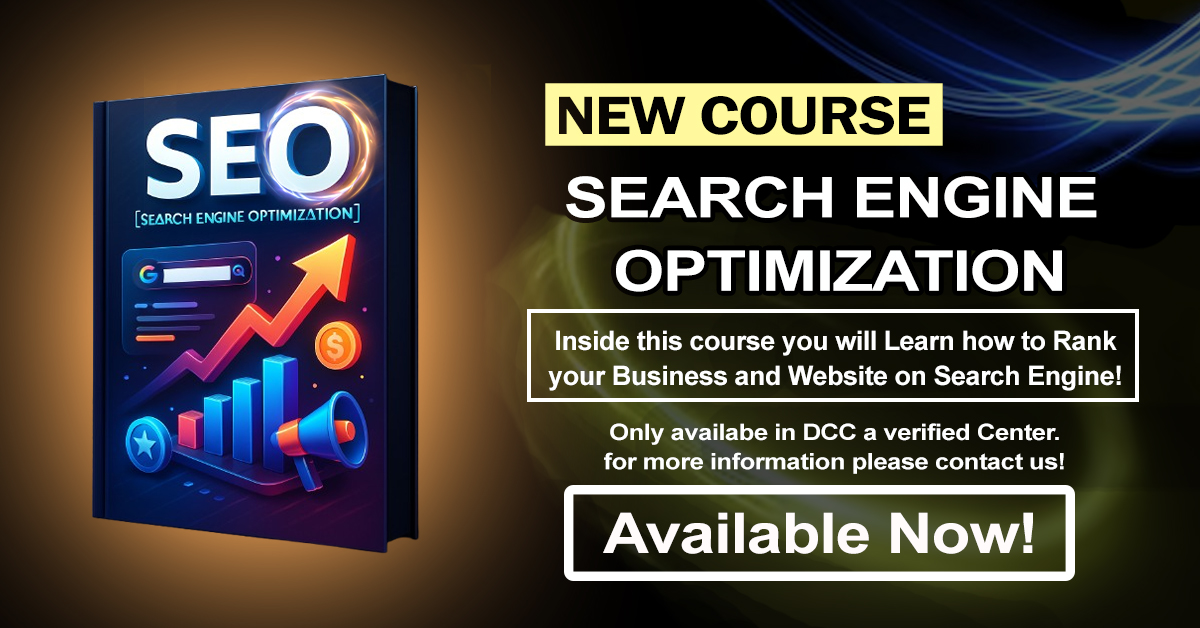 SEO
[SEARCH ENGINE OPTIMIZATION]
G
$
NEW COURSE
SEARCH ENGINE
OPTIMIZATION
Inside this course you will Learn how to Rank
your Business and Website on Search Engine!
Only availabe in DCC a verified Center.
for more information please contact us!
Available Now!